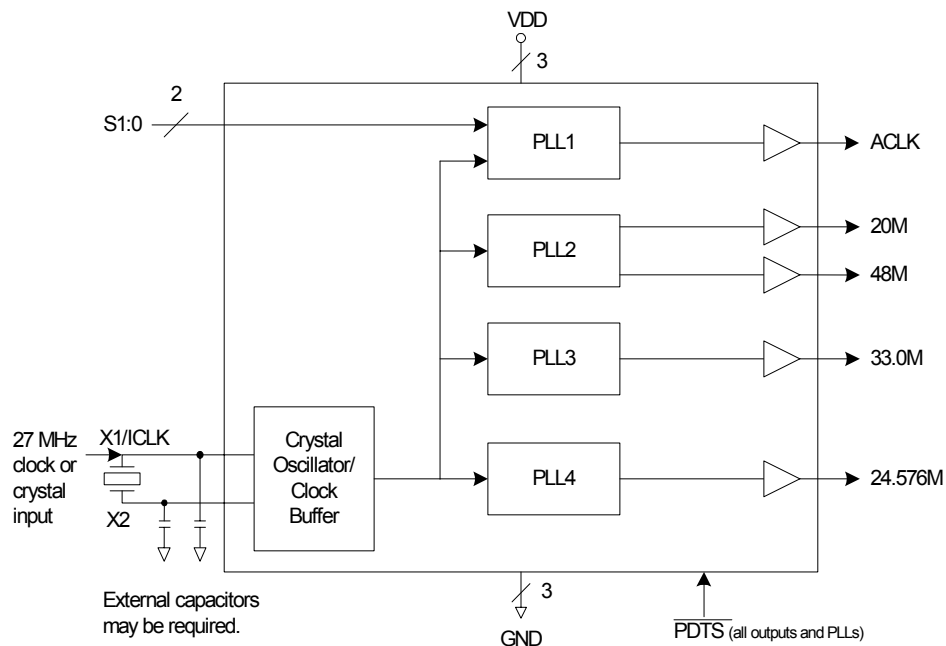 VDD
3
2
S1:0
PLL1
ACLK
PLL2
20M
48M
PLL3
33.0M
27 MHz
clock or
crystal
input
X1/ICLK
X2
Crystal
Oscillator/
Clock
Buffer
PLL4
24.576M
External capacitors
may be required.
3
GND
PDTS (all outputs and PLLs)